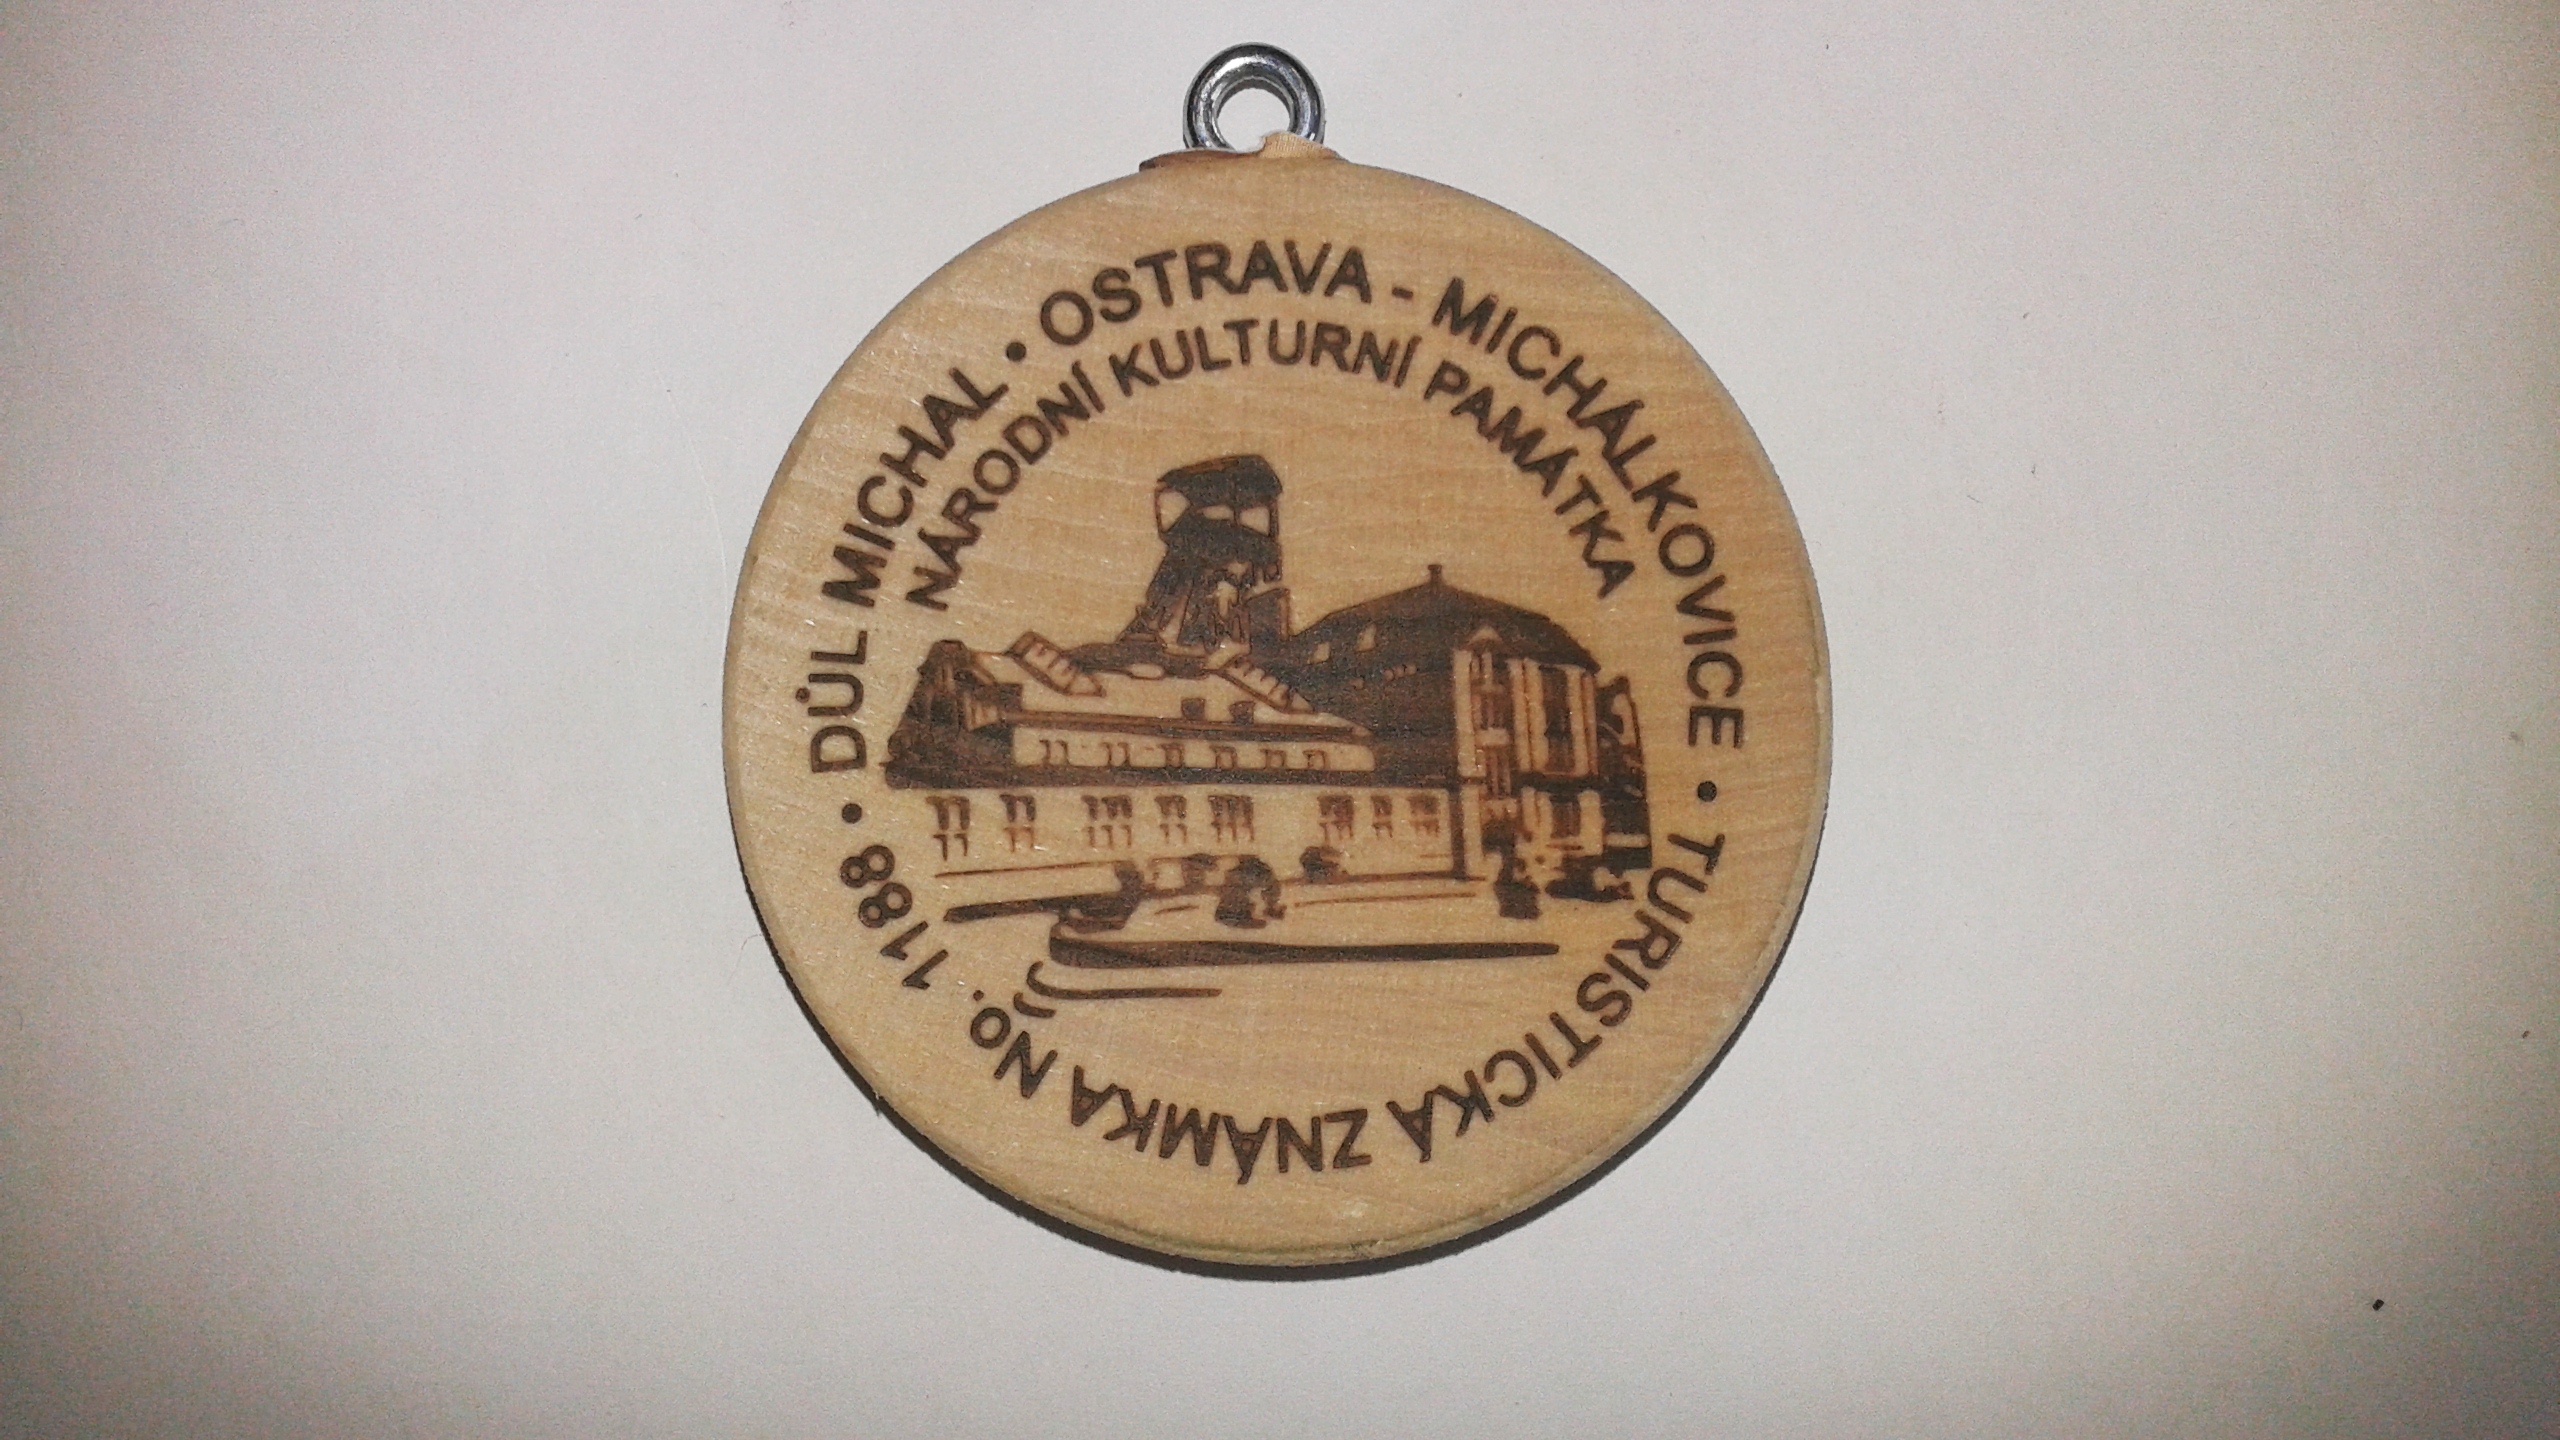 DŮL MICHAL • OSTRAVA - MICHÁLKOVICE • TURISTICKÁ ZNÁMKA No. 1188 •
NÁRODNÍ KULTURNÍ PAMÁTKA